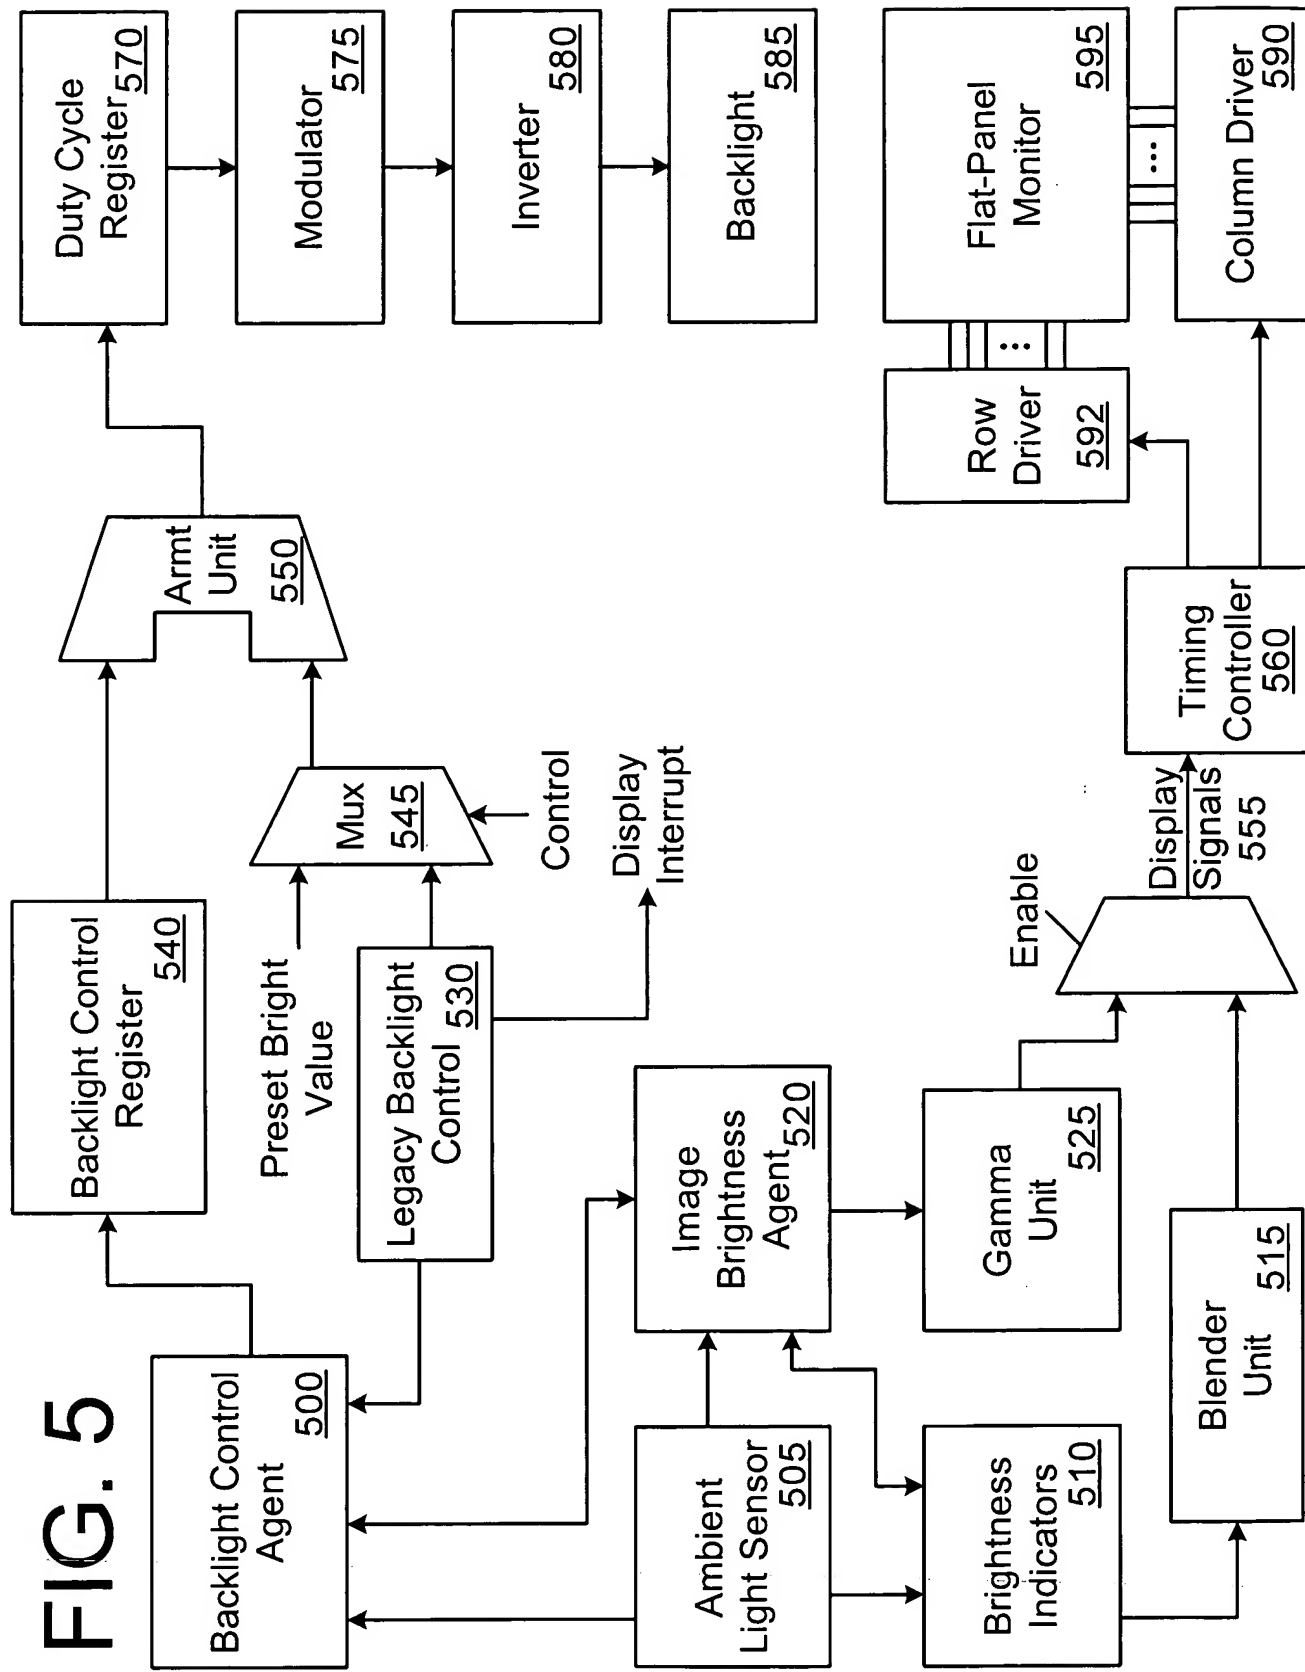 FIG. 5
Backlight Control
Agent
500
Backlight Control
Register
540
Armt
Unit
550
Duty Cycle
Register
570
Modulator
575
Inverter
580
Backlight
585
Preset Bright
Value
Mux
545
Control
Legacy Backlight
Control
530
Display
Interrupt
Ambient
Light Sensor
505
Image
Brightness
Agent
520
Brightness
Indicators
510
Gamma
Unit
525
Blender
Unit
515
Enable
Display
Signals
555
Timing
Controller
560
Row
Driver
592
...
Flat-Panel
Monitor
595
...
Column Driver
590